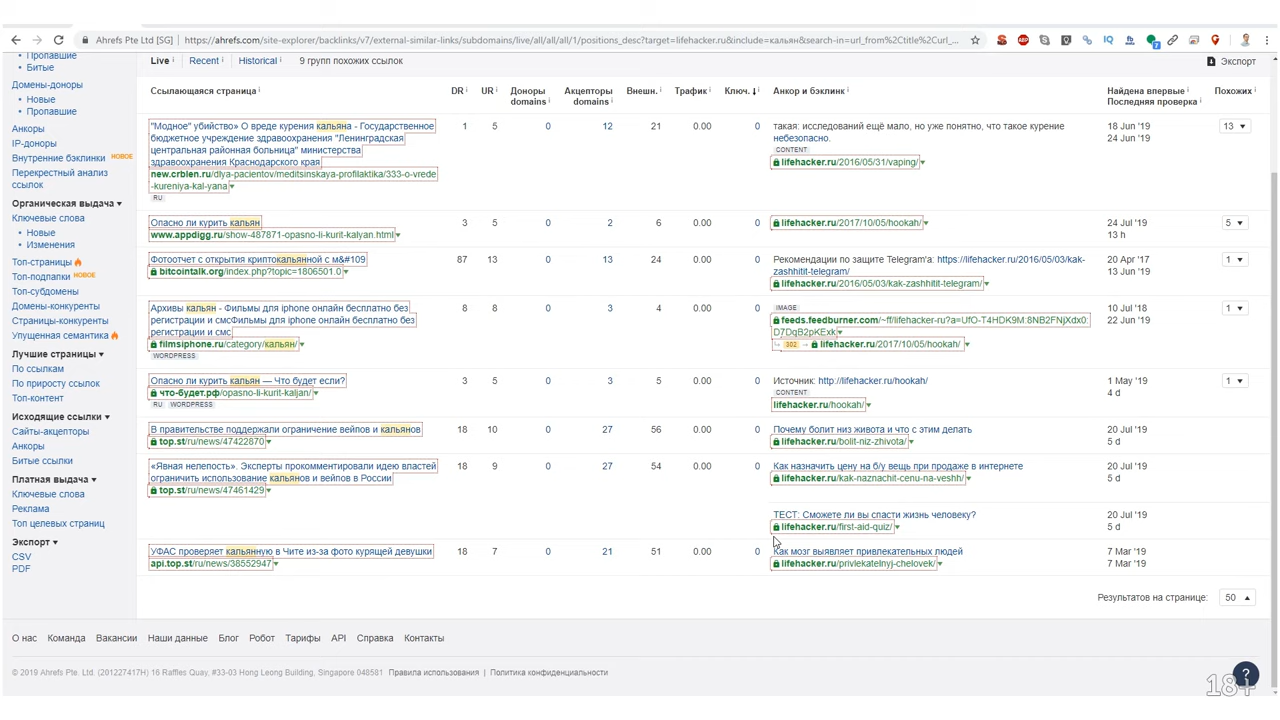 Ahrefs Pte Ltd [SG] | https://ahrefs.com/site-explorer/backlinks/v7/external-similar-links/subdomains/live/all/all/all/1/positions_desc?target=lifehacker.ru&include=кальян&search-in=url_from%2Ctitle%2Curl_...
Пропавшие
Битые
Домены-доноры
Новые
Пропавшие
Анкоры
IP-доноры
Внутренние бэклинки НОВОЕ
Перекрестный анализ
ссылок
Органическая выдача
Ключевые слова
Новые
Изменения
Топ-страницы
Топ-подпапки НОВОЕ
Топ-субдомены
Домены-конкуренты
Страницы-конкуренты
Упущенная семантика
Лучшие страницы
По ссылкам
По приросту ссылок
Топ-контент
Исходящие ссылки
Сайты-акцепторы
Анкоры
Битые ссылки
Платная выдача
Ключевые слова
Реклама
Топ целевых страниц
Экспорт
CSV
PDF
Live Recent Historical 9 групп похожих ссылок Экспорт
Ссылающаяся страница DR UR Доноры domains Акцепторы domains Внешн. Трафик Ключ. Анкор и бэклинк Найдена впервые Последняя проверка Похожих
"Модное" убийство» О вреде курения кальяна - Государственное 1 5 0 12 21 0.00 0 такая: исследований ещё мало, но уже понятно, что такое курение 18 Jun '19 13
бюджетное учреждение здравоохранения "Ленинградская небезопасно. 24 Jun '19
центральная районная больница" министерства CONTENT
здравоохранения Краснодарского края lifehacker.ru/2016/05/31/vaping/
new.crblen.ru/dlya-pacientov/meditsinskaya-profilaktika/333-o-vrede
-kureniya-kal-yana
RU
Опасно ли курить кальян 3 5 0 2 6 0.00 0 lifehacker.ru/2017/10/05/hookah/ 24 Jul '19 5
www.appdigg.ru/show-487871-opasno-li-kurit-kalyan.html 13 h
Фотоотчет с открытия криптокальянной с м&#109 87 13 0 13 24 0.00 0 Рекомендации по защите Telegram'a: https://lifehacker.ru/2016/05/03/kak- 20 Apr '17 1
bitcointalk.org/index.php?topic=1806501.0 zashhitit-telegram/ 13 Jun '19
lifehacker.ru/2016/05/03/kak-zashhitit-telegram/
Архивы кальян - Фильмы для iphone онлайн бесплатно без 8 8 0 3 4 0.00 0 IMAGE 10 Jul '18 1
регистрации и смсФильмы для iphone онлайн бесплатно без feeds.feedburner.com/~ff/lifehacker-ru?a=UfO-T4HDK9M:8NB2FNjXdx0: 22 Jun '19
регистрации и смс D7DqB2pKExk
filmsiphone.ru/category/кальян/ 302 → lifehacker.ru/2017/10/05/hookah/
WORDPRESS
Опасно ли курить кальян — Что будет если? 3 5 0 3 5 0.00 0 Источник: http://lifehacker.ru/hookah/ 1 May '19 1
что-будет.рф/opasno-li-kurit-kaljan/ CONTENT 4 d
RU WORDPRESS lifehacker.ru/hookah/
В правительстве поддержали ограничение вейпов и кальянов 18 10 0 27 56 0.00 0 Почему болит низ живота и что с этим делать 20 Jul '19
top.st/ru/news/47422870 lifehacker.ru/bolit-niz-zhivota/ 5 d
«Явная нелепость». Эксперты прокомментировали идею властей 18 9 0 27 54 0.00 0 Как назначить цену на б/у вещь при продаже в интернете 20 Jul '19
ограничить использование кальянов и вейпов в России lifehacker.ru/kak-naznachit-cenu-na-veshh/ 5 d
top.st/ru/news/47461429
ТЕСТ: Сможете ли вы спасти жизнь человеку? 20 Jul '19
lifehacker.ru/first-aid-quiz/ 5 d
УФАС проверяет кальянную в Чите из-за фото курящей девушки 18 7 0 21 51 0.00 0 Как мозг выявляет привлекательных людей 7 Mar '19
api.top.st/ru/news/38552947 lifehacker.ru/privlekatelnyj-chelovek/ 7 Mar '19
Результатов на странице: 50
О нас Команда Вакансии Наши данные Блог Робот Тарифы API Справка Контакты
© 2019 Ahrefs Pte. Ltd. (201227417H) 16 Raffles Quay, #33-03 Hong Leong Building, Singapore 048581 Правила использования | Политика конфиденциальности
?
18+